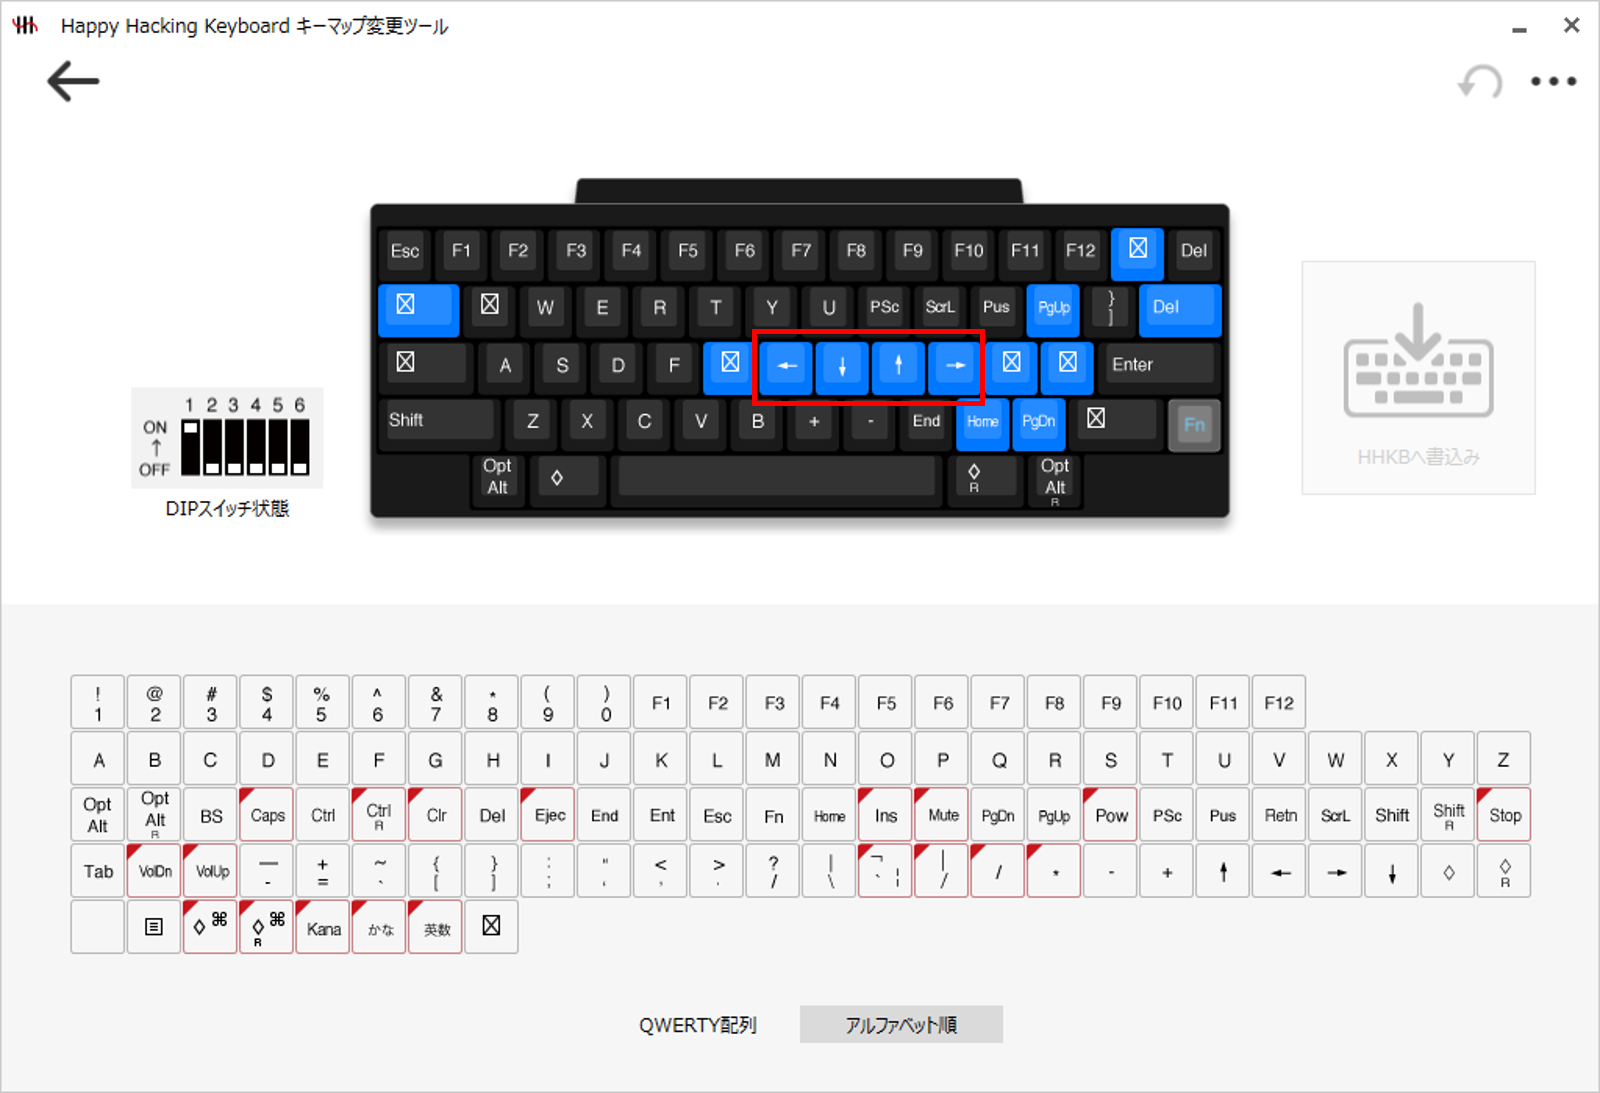 Happy Hacking Keyboard キーマップ変更ツール
Esc F1 F2 F3 F4 F5 F6 F7 F8 F9 F10 F11 F12 Del
W E R T Y U PSc ScrL Pus PgUp } ] Del
A S D F ← ↓ ↑ → Enter
Shift Z X C V B + - End Home PgDn Fn
Opt Alt ◇ ◇ R Opt Alt R
1 2 3 4 5 6
ON
↑
OFF
DIPスイッチ状態
HHKBへ書込み
! 1 @ 2 # 3 $ 4 % 5 ^ 6 & 7 * 8 ( 9 ) 0 F1 F2 F3 F4 F5 F6 F7 F8 F9 F10 F11 F12
A B C D E F G H I J K L M N O P Q R S T U V W X Y Z
Opt Alt Opt Alt R BS Caps Ctrl Ctrl R Clr Del Ejec End Ent Esc Fn Home Ins Mute PgDn PgUp Pow PSc Pus Retn ScrL Shift Shift R Stop
Tab VolDn VolUp — - + = ~ ` { [ } ] : ; " ' < , > . ? / | \ ¬ ` ¦ | / / * - + ↑ ← → ↓ ◇ ◇ R
◇ ⌘ ◇ ⌘ R Kana かな 英数
QWERTY配列 アルファベット順